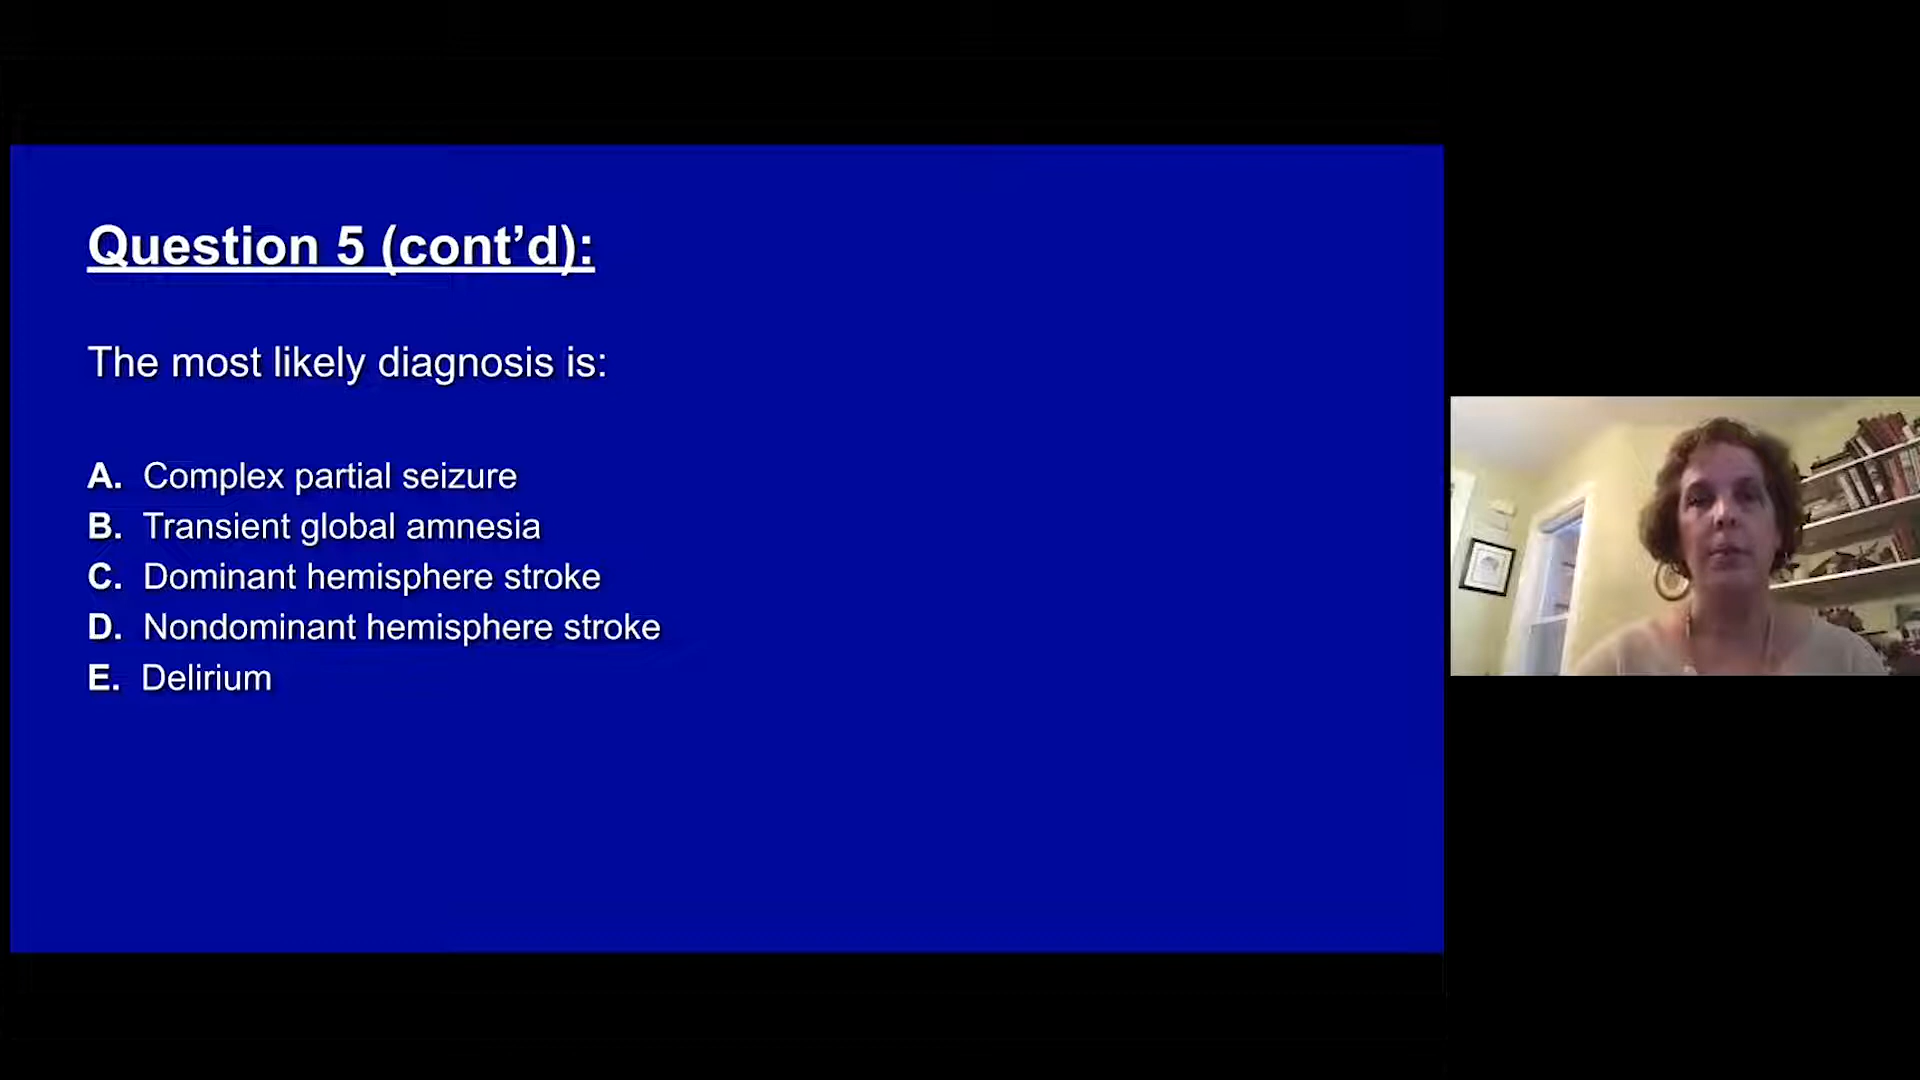 Question 5 (cont’d):
The most likely diagnosis is:
A. Complex partial seizure
B. Transient global amnesia
C. Dominant hemisphere stroke
D. Nondominant hemisphere stroke
E. Delirium